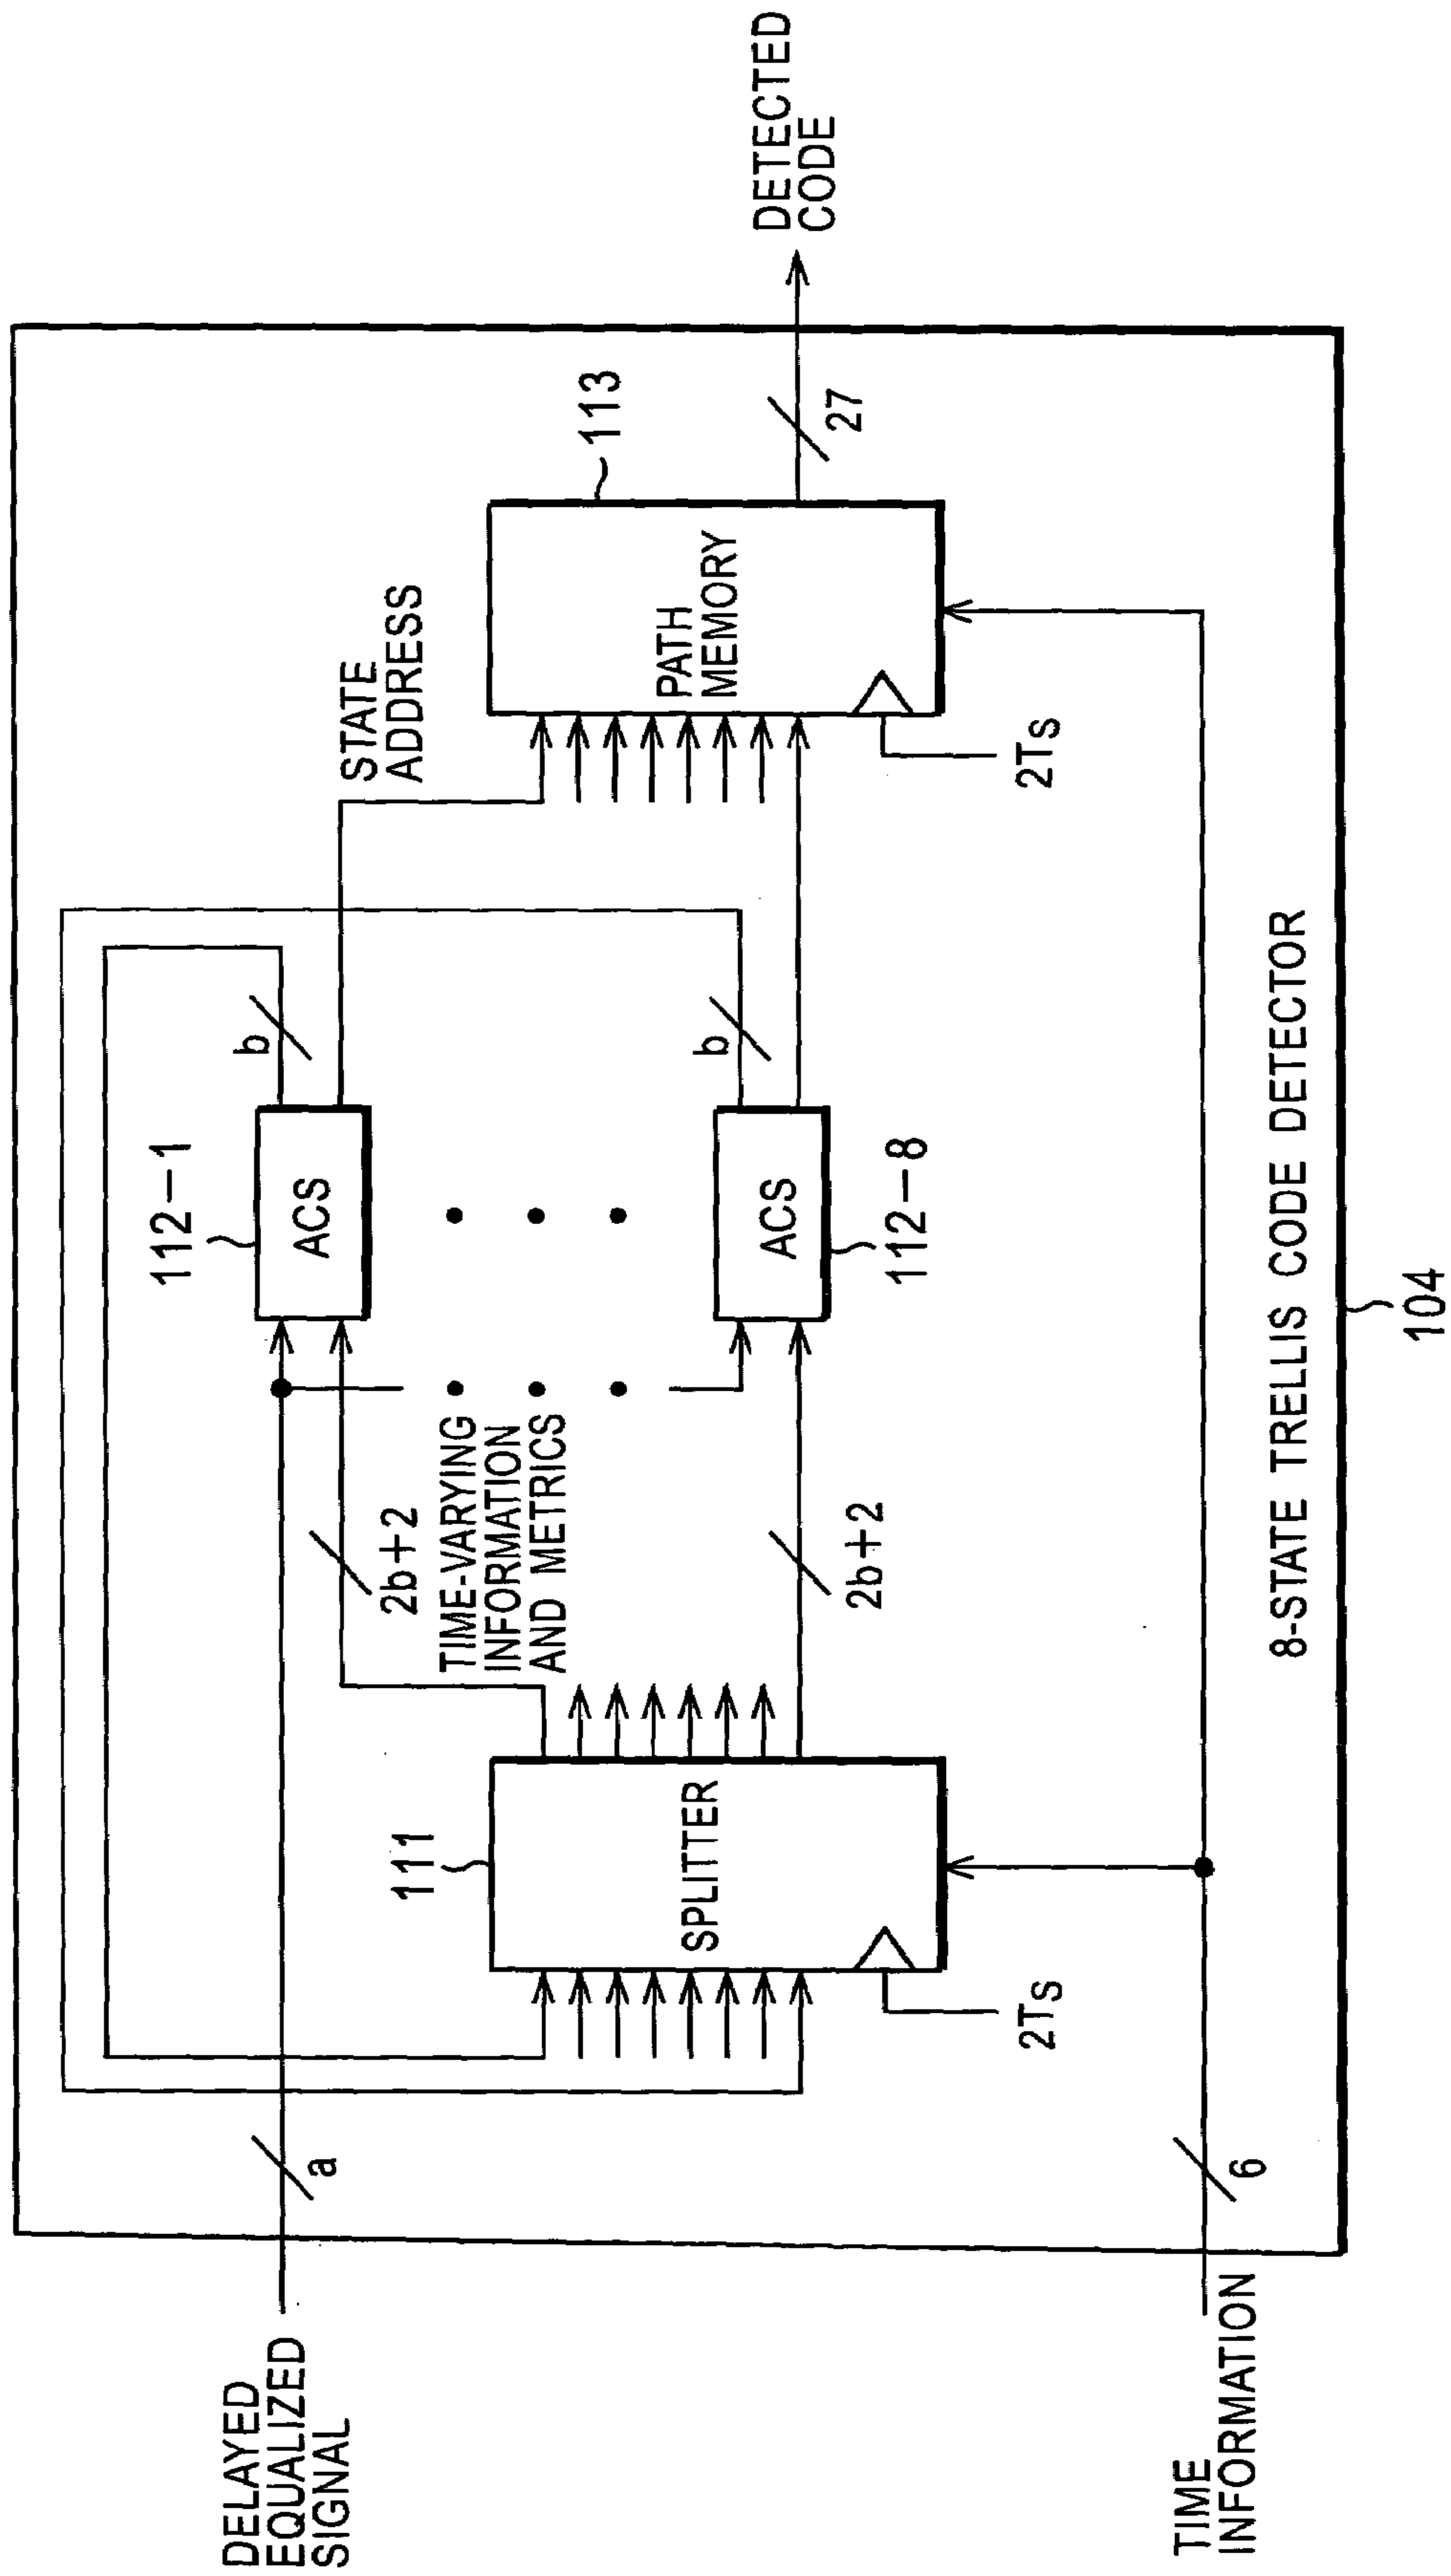 DELAYED
EQUALIZED
SIGNAL
a
TIME
INFORMATION
6
111
SPLITTER
2Ts
2b+2
TIME-VARYING
INFORMATION
AND METRICS
2b+2
112-1
ACS
b
112-8
ACS
b
STATE
ADDRESS
113
PATH
MEMORY
2Ts
27
DETECTED
CODE
8-STATE TRELLIS CODE DETECTOR
104